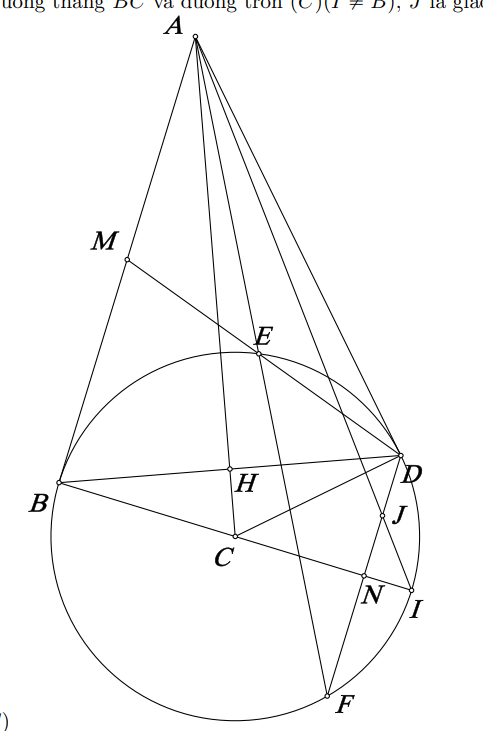 đường thẳng BC và đường tròn (C)(I ≠ B), J là giao
A
M
E
D
B
H
J
C
N
I
F
)